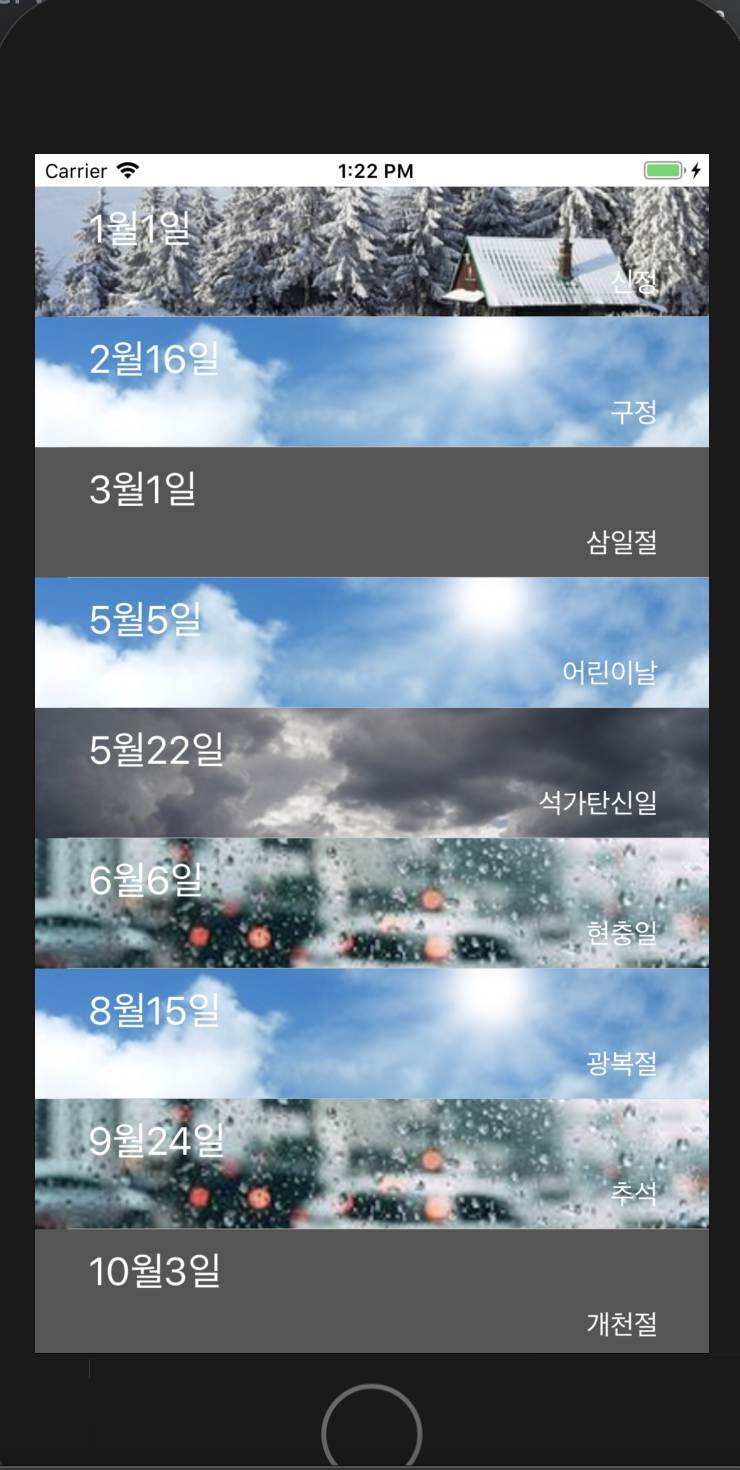 Carrier
1:22 PM
1월1일
신정
2월16일
구정
3월1일
삼일절
5월5일
어린이날
5월22일
석가탄신일
6월6일
현충일
8월15일
광복절
9월24일
추석
10월3일
개천절